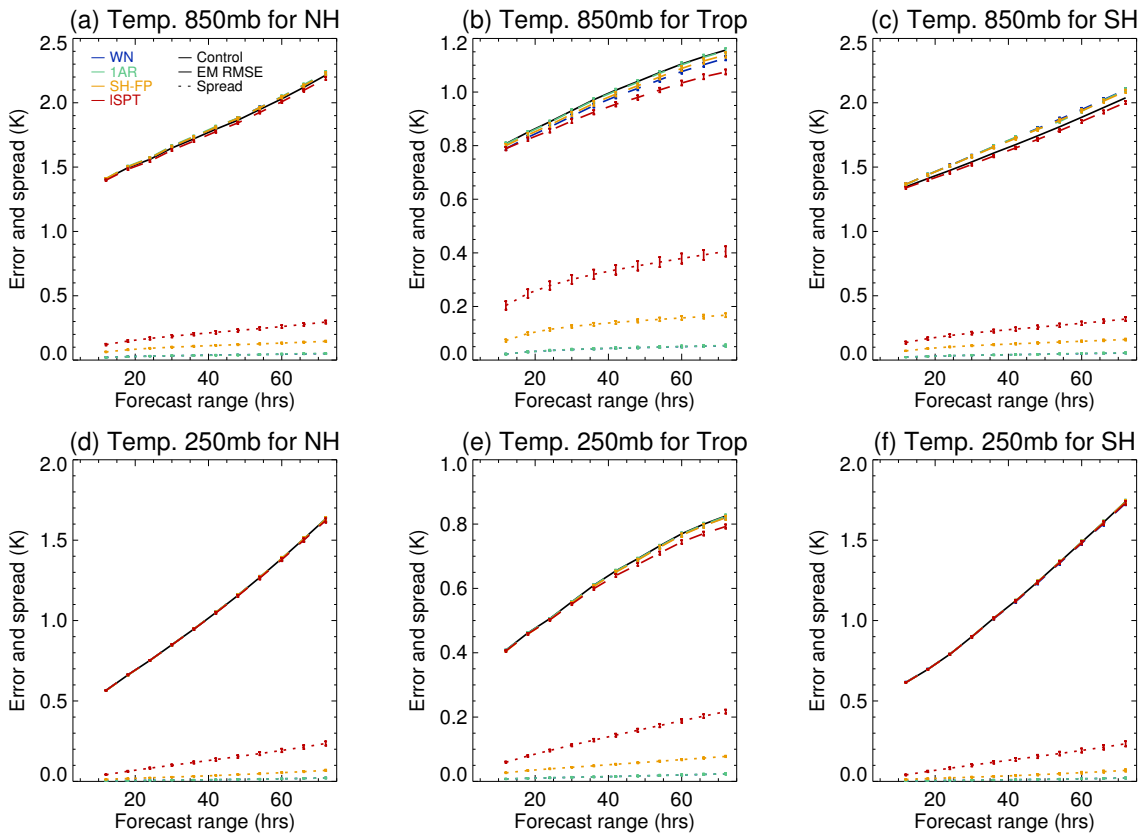 (a) Temp. 850mb for NH
(b) Temp. 850mb for Trop
(c) Temp. 850mb for SH
2.5
2.0
1.5
1.0
0.5
0.0
Error and spread (K)
WN
1AR
SH-FP
ISPT
Control
EM RMSE
Spread
20 40 60
Forecast range (hrs)
1.2
1.0
0.8
0.6
0.4
0.2
0.0
Error and spread (K)
20 40 60
Forecast range (hrs)
2.5
2.0
1.5
1.0
0.5
0.0
Error and spread (K)
20 40 60
Forecast range (hrs)
(d) Temp. 250mb for NH
(e) Temp. 250mb for Trop
(f) Temp. 250mb for SH
2.0
1.5
1.0
0.5
0.0
Error and spread (K)
20 40 60
Forecast range (hrs)
1.0
0.8
0.6
0.4
0.2
0.0
Error and spread (K)
20 40 60
Forecast range (hrs)
2.0
1.5
1.0
0.5
0.0
Error and spread (K)
20 40 60
Forecast range (hrs)